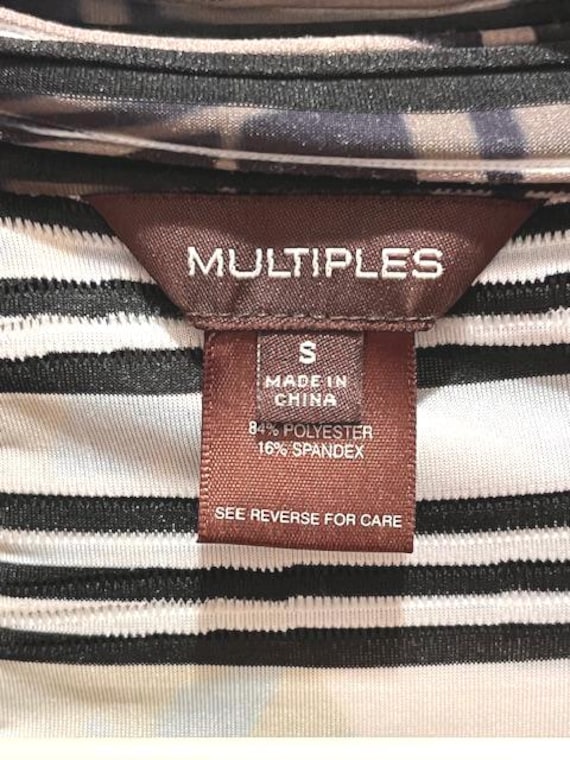 MULTIPLES
S
MADE IN
CHINA
84% POLYESTER
16% SPANDEX
SEE REVERSE FOR CARE